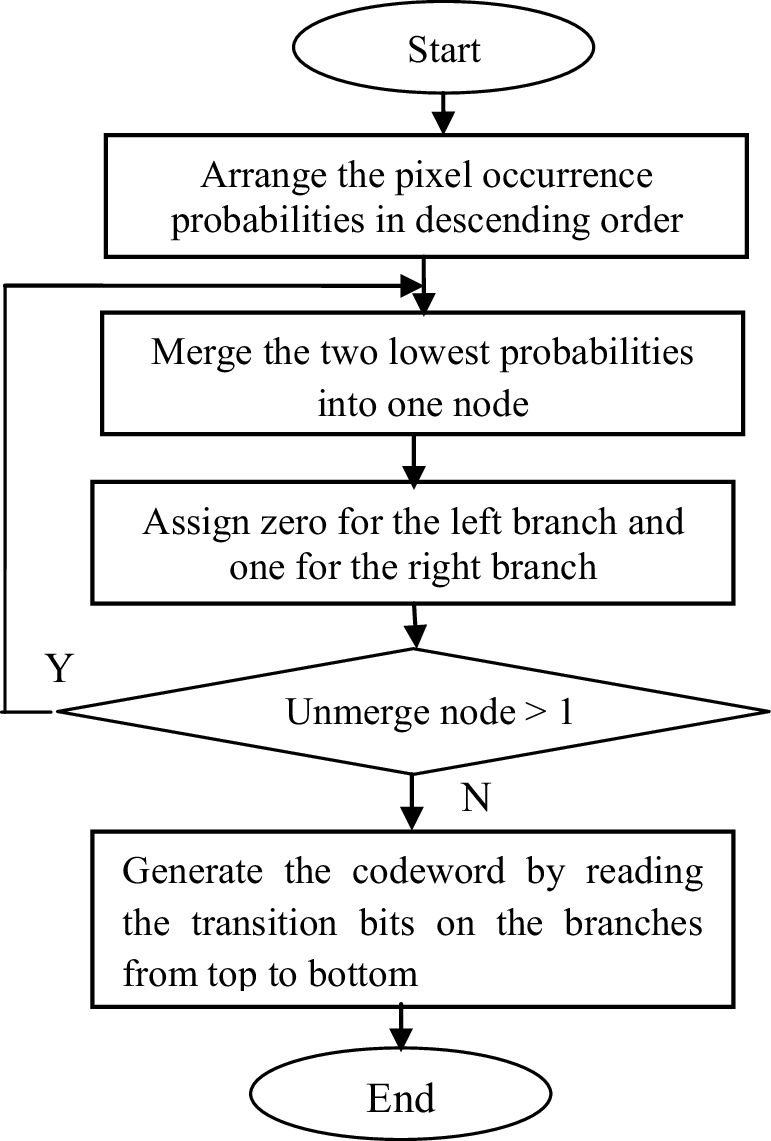 Start
Arrange the pixel occurrence
probabilities in descending order
Merge the two lowest probabilities
into one node
Assign zero for the left branch and
one for the right branch
Y
Unmerge node > 1
N
Generate the codeword by reading
the transition bits on the branches
from top to bottom
End